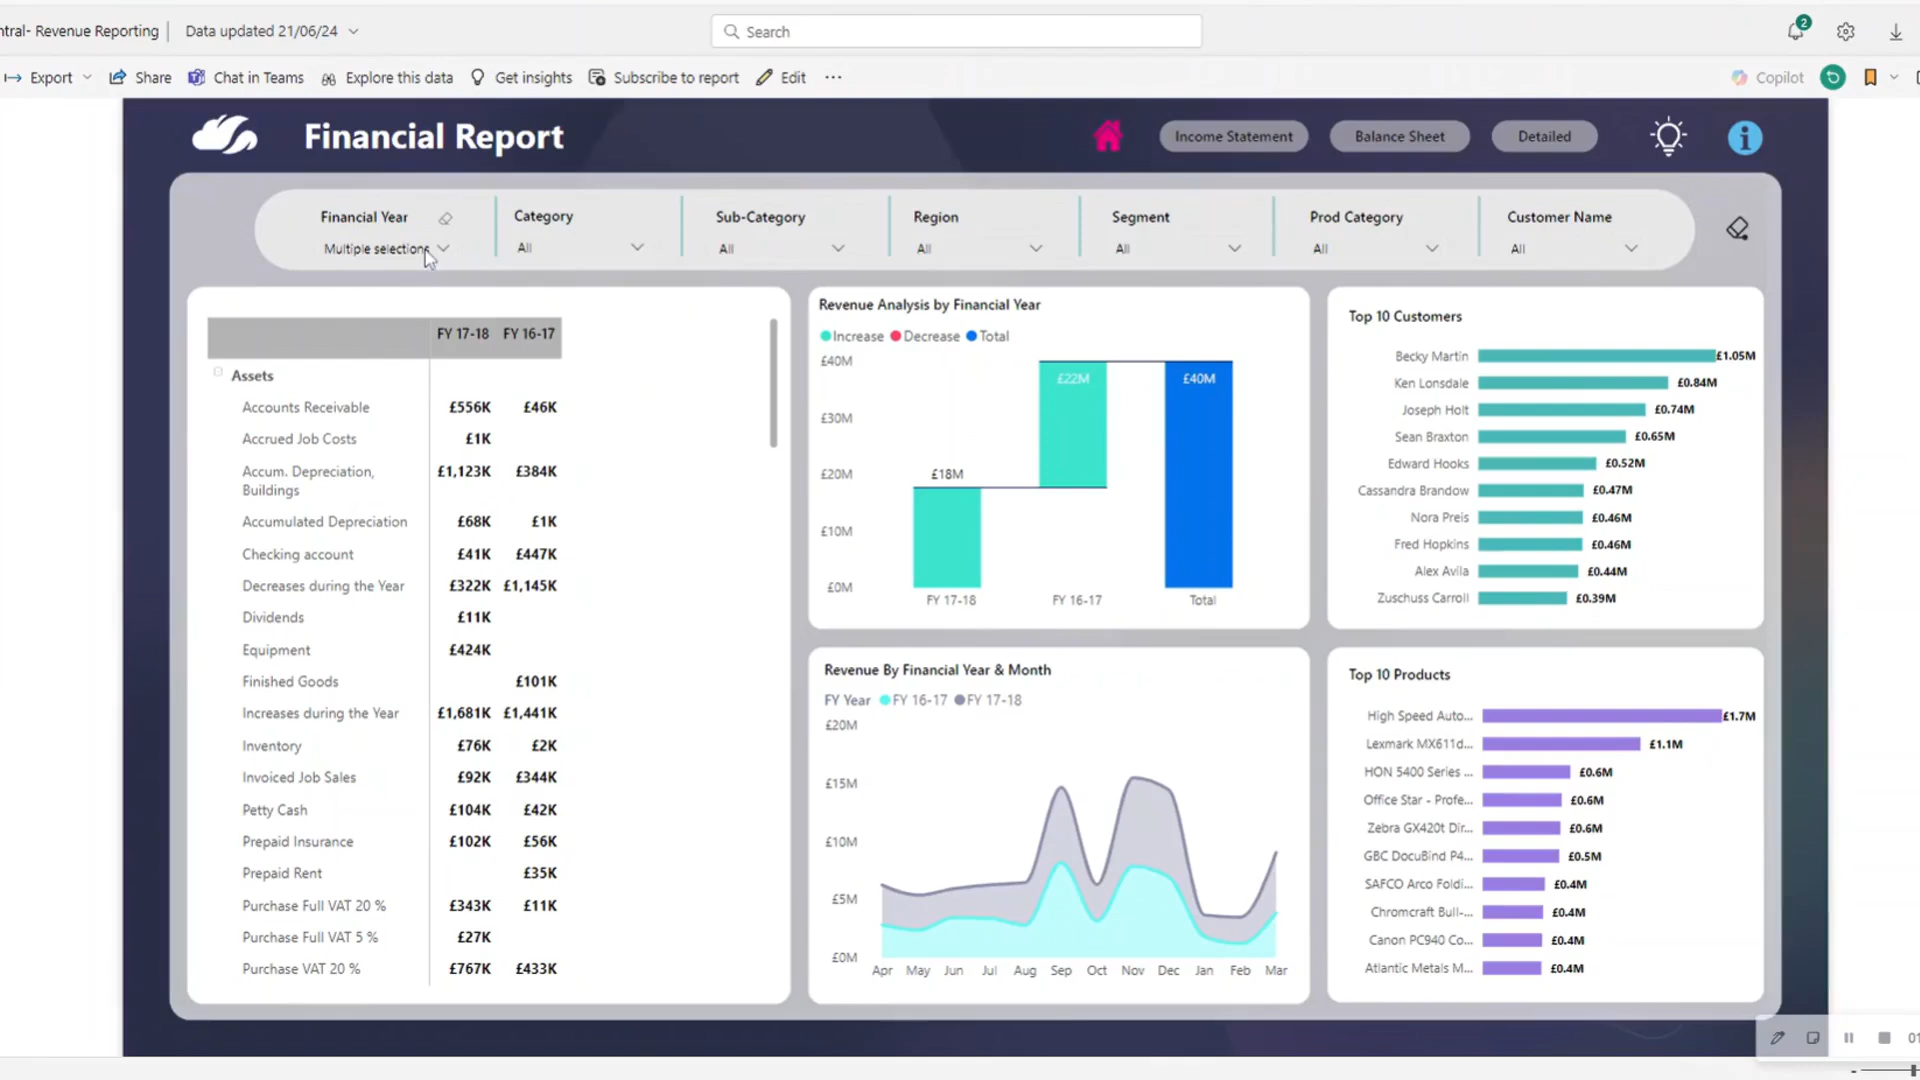 ntral- Revenue Reporting
Data updated 21/06/24
Search
2
Export
Share
Chat in Teams
Explore this data
Get insights
Subscribe to report
Edit
Copilot
Financial Report
Income Statement
Balance Sheet
Detailed
Financial Year
Multiple selections
Category
All
Sub-Category
All
Region
All
Segment
All
Prod Category
All
Customer Name
All
FY 17-18 FY 16-17
Assets
Accounts Receivable £556K £46K
Accrued Job Costs £1K
Accum. Depreciation, £1,123K £384K
Buildings
Accumulated Depreciation £68K £1K
Checking account £41K £447K
Decreases during the Year £322K £1,145K
Dividends £11K
Equipment £424K
Finished Goods £101K
Increases during the Year £1,681K £1,441K
Inventory £76K £2K
Invoiced Job Sales £92K £344K
Petty Cash £104K £42K
Prepaid Insurance £102K £56K
Prepaid Rent £35K
Purchase Full VAT 20 % £343K £11K
Purchase Full VAT 5 % £27K
Purchase VAT 20 % £767K £433K
Revenue Analysis by Financial Year
Increase Decrease Total
£40M
£30M
£20M
£10M
£0M
£18M
£22M
£40M
FY 17-18 FY 16-17 Total
Revenue By Financial Year & Month
FY Year FY 16-17 FY 17-18
£20M
£15M
£10M
£5M
£0M
Apr May Jun Jul Aug Sep Oct Nov Dec Jan Feb Mar
Top 10 Customers
Becky Martin £1.05M
Ken Lonsdale £0.84M
Joseph Holt £0.74M
Sean Braxton £0.65M
Edward Hooks £0.52M
Cassandra Brandow £0.47M
Nora Preis £0.46M
Fred Hopkins £0.46M
Alex Avila £0.44M
Zuschuss Carroll £0.39M
Top 10 Products
High Speed Auto... £1.7M
Lexmark MX611d... £1.1M
HON 5400 Series ... £0.6M
Office Star - Profe... £0.6M
Zebra GX420t Dir... £0.6M
GBC DocuBind P4... £0.5M
SAFCO Arco Foldi... £0.4M
Chromcraft Bull-... £0.4M
Canon PC940 Co... £0.4M
Atlantic Metals M... £0.4M
01